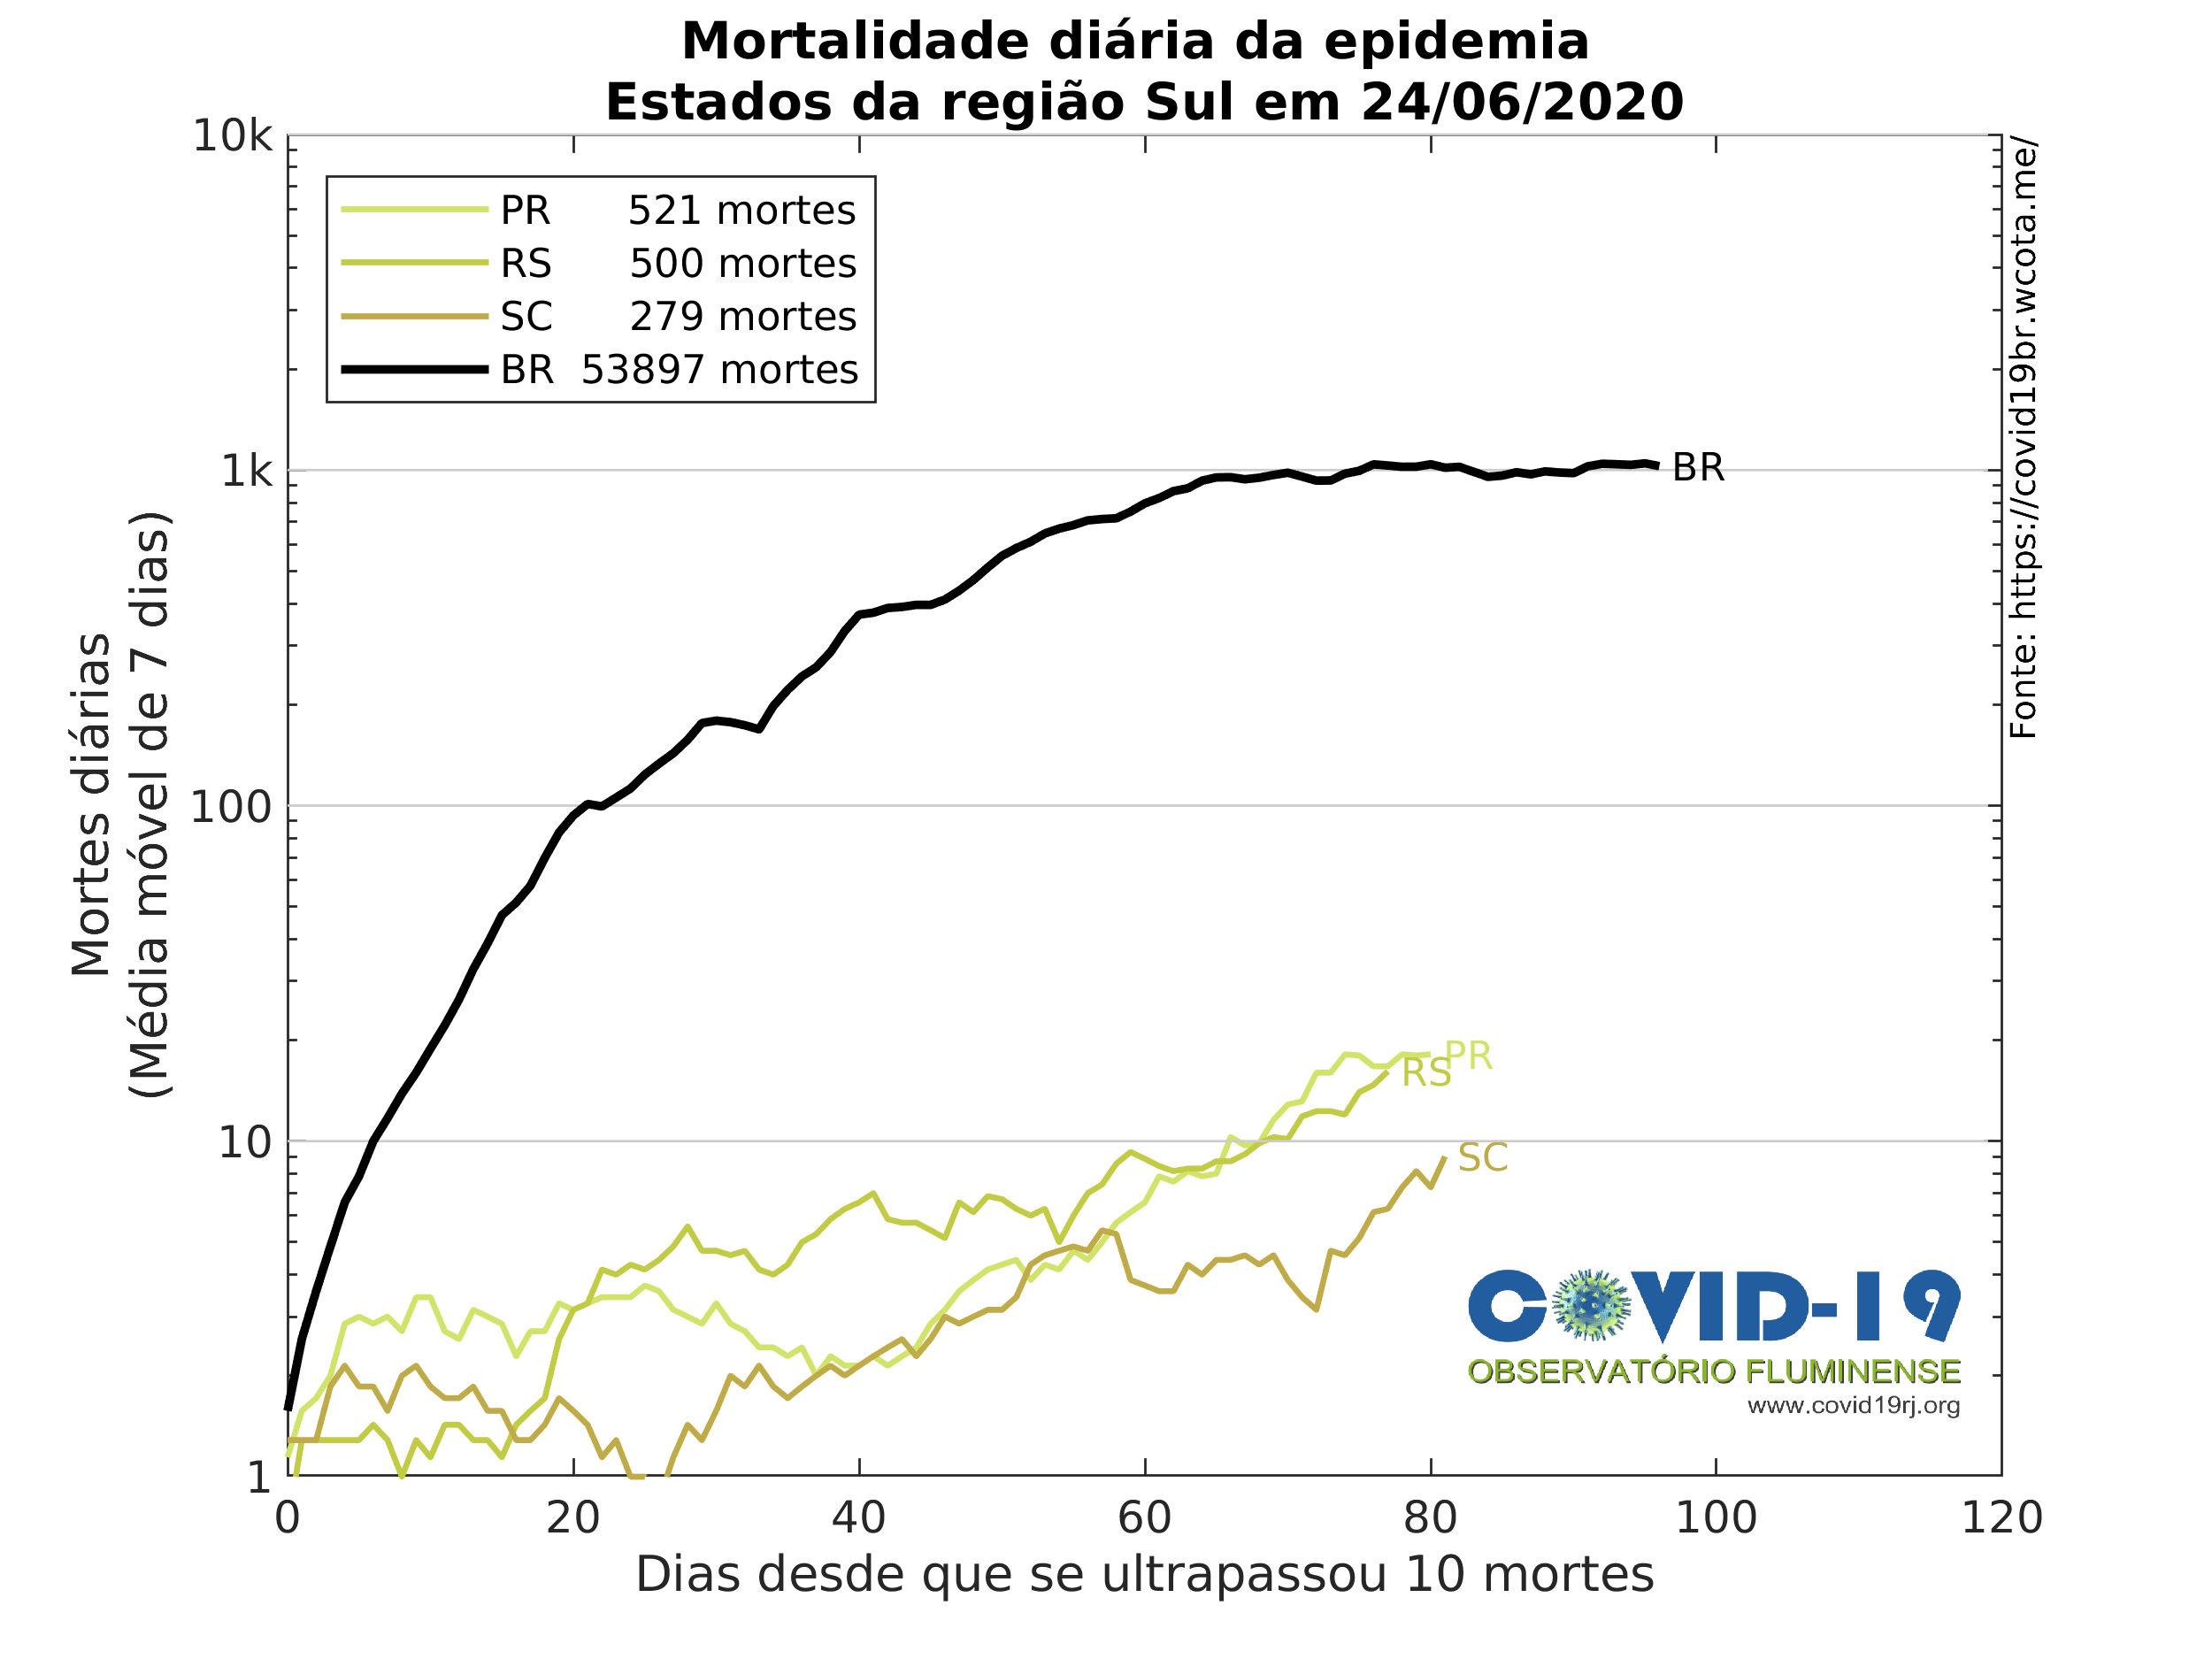 Mortalidade diária da epidemia
Estados da região Sul em 24/06/2020
10k
1k
100
10
1
PR 521 mortes
RS 500 mortes
SC 279 mortes
BR 53897 mortes
BR
PR
RS
SC
Mortes diárias
(Média móvel de 7 dias)
Fonte: https://covid19br.wcota.me/
COVID-19
OBSERVATÓRIO FLUMINENSE
www.covid19rj.org
0 20 40 60 80 100 120
Dias desde que se ultrapassou 10 mortes